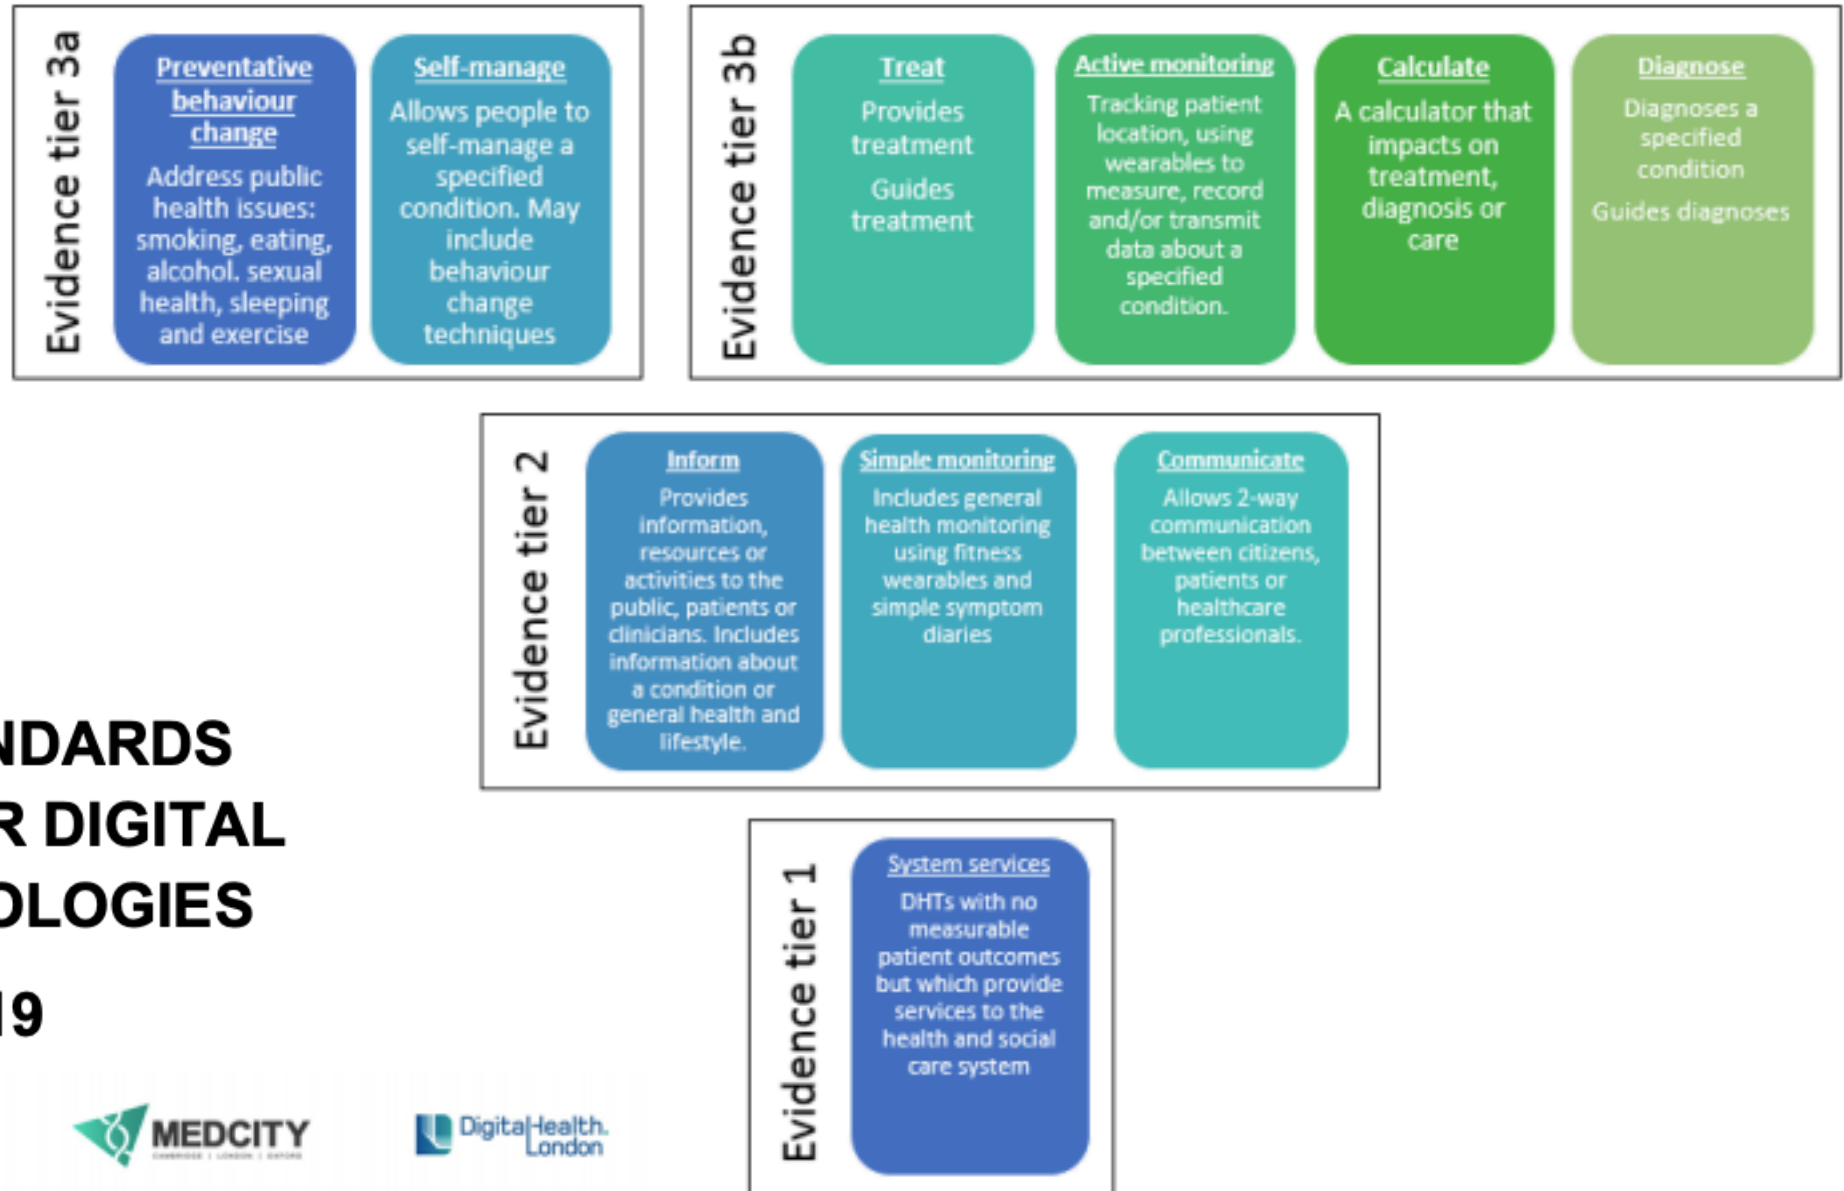 Evidence tier 3a
Preventative
behaviour
change
Address public
health issues:
smoking, eating,
alcohol. sexual
health, sleeping
and exercise
Self-manage
Allows people to
self-manage a
specified
condition. May
include
behaviour
change
techniques
Evidence tier 3b
Treat
Provides
treatment
Guides
treatment
Active monitoring
Tracking patient
location, using
wearables to
measure, record
and/or transmit
data about a
specified
condition.
Calculate
A calculator that
impacts on
treatment,
diagnosis or
care
Diagnose
Diagnoses a
specified
condition
Guides diagnoses
Evidence tier 2
Inform
Provides
information,
resources or
activities to the
public, patients or
clinicians. Includes
information about
a condition or
general health and
lifestyle.
Simple monitoring
Includes general
health monitoring
using fitness
wearables and
simple symptom
diaries
Communicate
Allows 2-way
communication
between citizens,
patients or
healthcare
professionals.
Evidence tier 1
System services
DHTs with no
measurable
patient outcomes
but which provide
services to the
health and social
care system
NDARDS
R DIGITAL
OLOGIES
19
MEDCITY
CAMBRIDGE | LONDON | OXFORD
DigitalHealth.
London